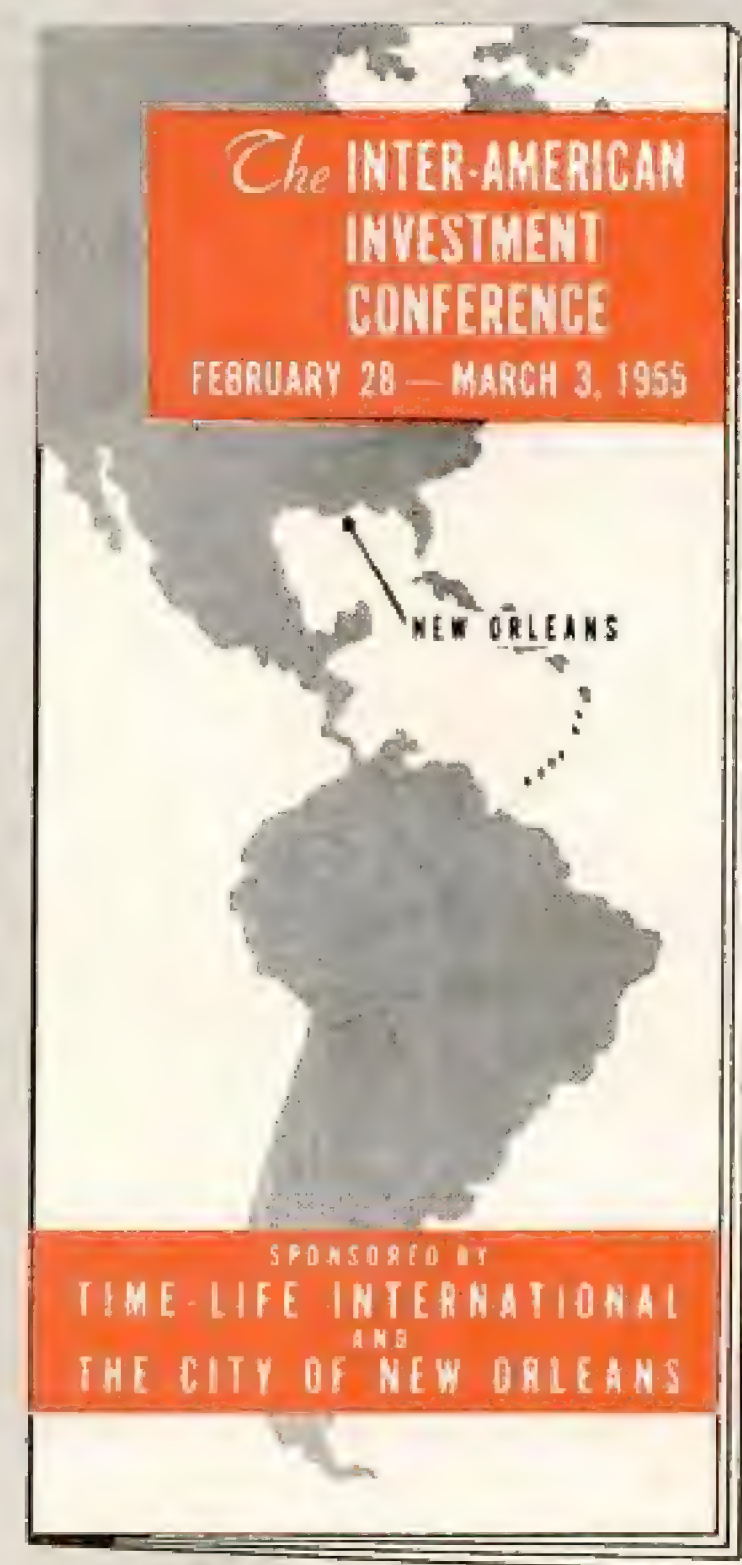 The INTER-AMERICAN
INVESTMENT
CONFERENCE
FEBRUARY 28 — MARCH 3, 1955
NEW ORLEANS
SPONSORED BY
TIME-LIFE INTERNATIONAL
AND
THE CITY OF NEW ORLEANS